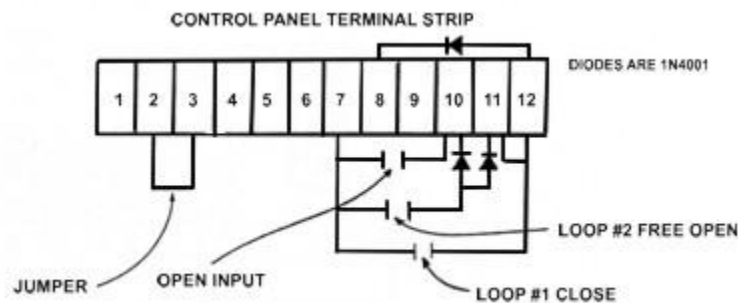 CONTROL PANEL TERMINAL STRIP
DIODES ARE 1N4001
1 2 3 4 5 6 7 8 9 10 11 12
LOOP #2 FREE OPEN
JUMPER
OPEN INPUT
LOOP #1 CLOSE